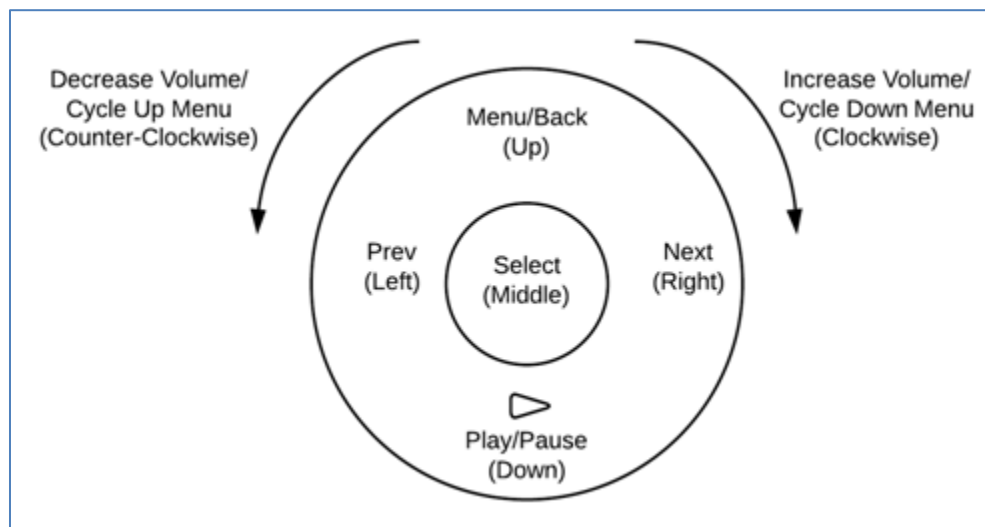 Decrease Volume/
Cycle Up Menu
(Counter-Clockwise)
Increase Volume/
Cycle Down Menu
(Clockwise)
Menu/Back
(Up)
Prev
(Left)
Select
(Middle)
Next
(Right)
Play/Pause
(Down)